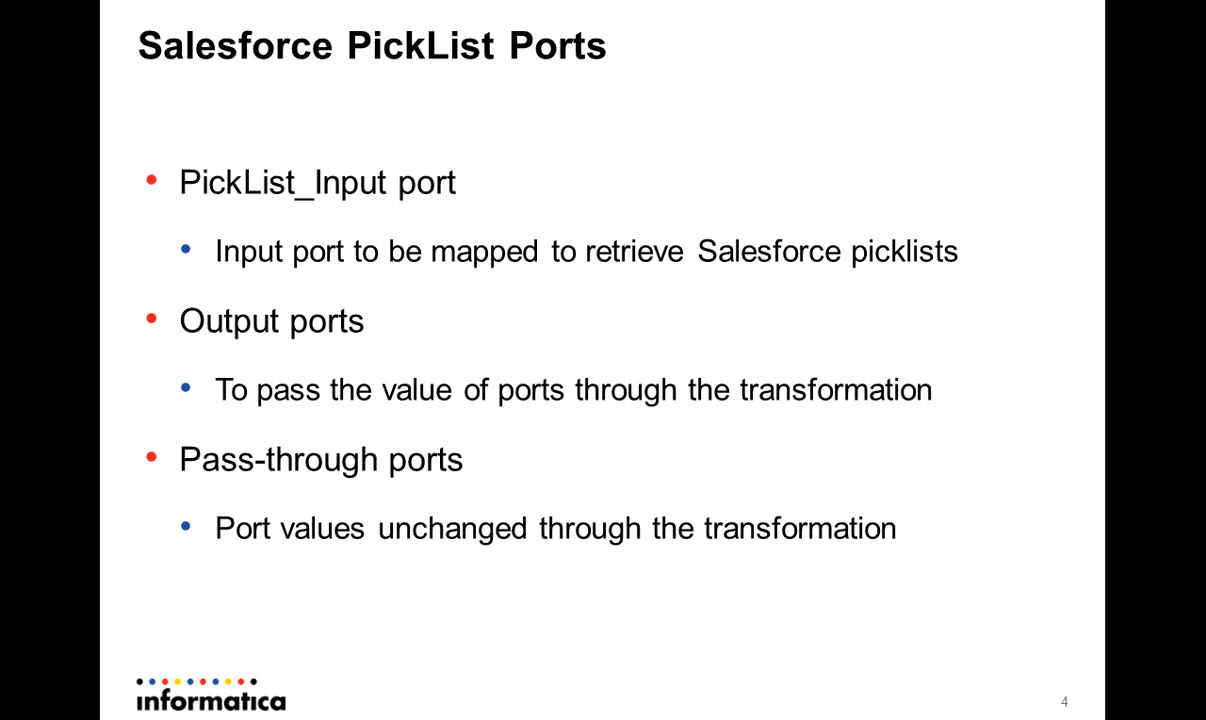 Salesforce PickList Ports
• PickList_Input port
• Input port to be mapped to retrieve Salesforce picklists
• Output ports
• To pass the value of ports through the transformation
• Pass-through ports
• Port values unchanged through the transformation
informatica
4